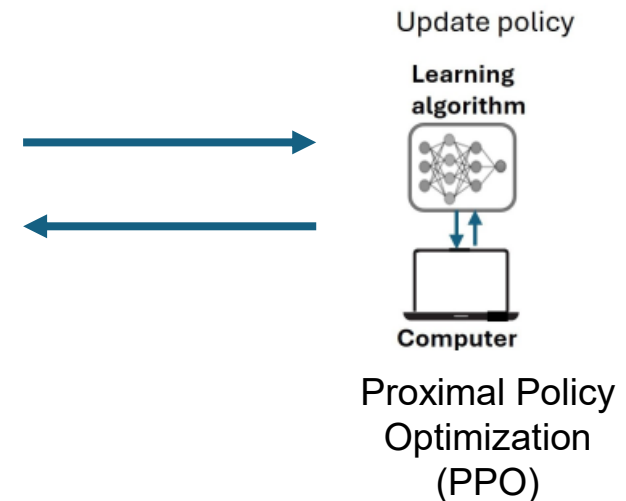 Update policy
Learning
algorithm
Computer
Proximal Policy
Optimization
(PPO)